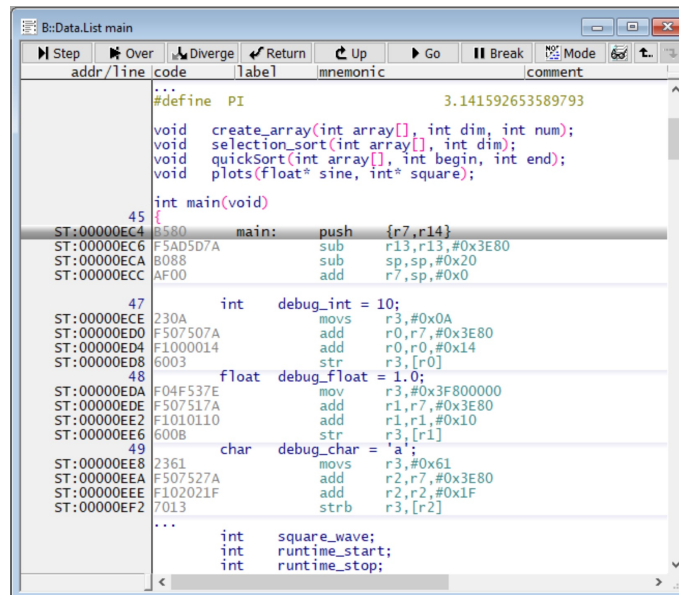 B::Data.List main
Step Over Diverge Return Up Go Break Mode
addr/line code label mnemonic comment
...
#define PI 3.141592653589793
void create_array(int array[], int dim, int num);
void selection_sort(int array[], int dim);
void quickSort(int array[], int begin, int end);
void plots(float* sine, int* square);
int main(void)
45 {
ST:00000EC4 B580 main: push {r7,r14}
ST:00000EC6 F5AD5D7A sub r13,r13,#0x3E80
ST:00000ECA B088 sub sp,sp,#0x20
ST:00000ECC AF00 add r7,sp,#0x0
47 int debug_int = 10;
ST:00000ECE 230A movs r3,#0x0A
ST:00000ED0 F507507A add r0,r7,#0x3E80
ST:00000ED4 F1000014 add r0,r0,#0x14
ST:00000ED8 6003 str r3,[r0]
48 float debug_float = 1.0;
ST:00000EDA F04F537E mov r3,#0x3F800000
ST:00000EDE F507517A add r1,r7,#0x3E80
ST:00000EE2 F1010110 add r1,r1,#0x10
ST:00000EE6 600B str r3,[r1]
49 char debug_char = 'a';
ST:00000EE8 2361 movs r3,#0x61
ST:00000EEA F507527A add r2,r7,#0x3E80
ST:00000EEE F102021F add r2,r2,#0x1F
ST:00000EF2 7013 strb r3,[r2]
...
int square_wave;
int runtime_start;
int runtime_stop;